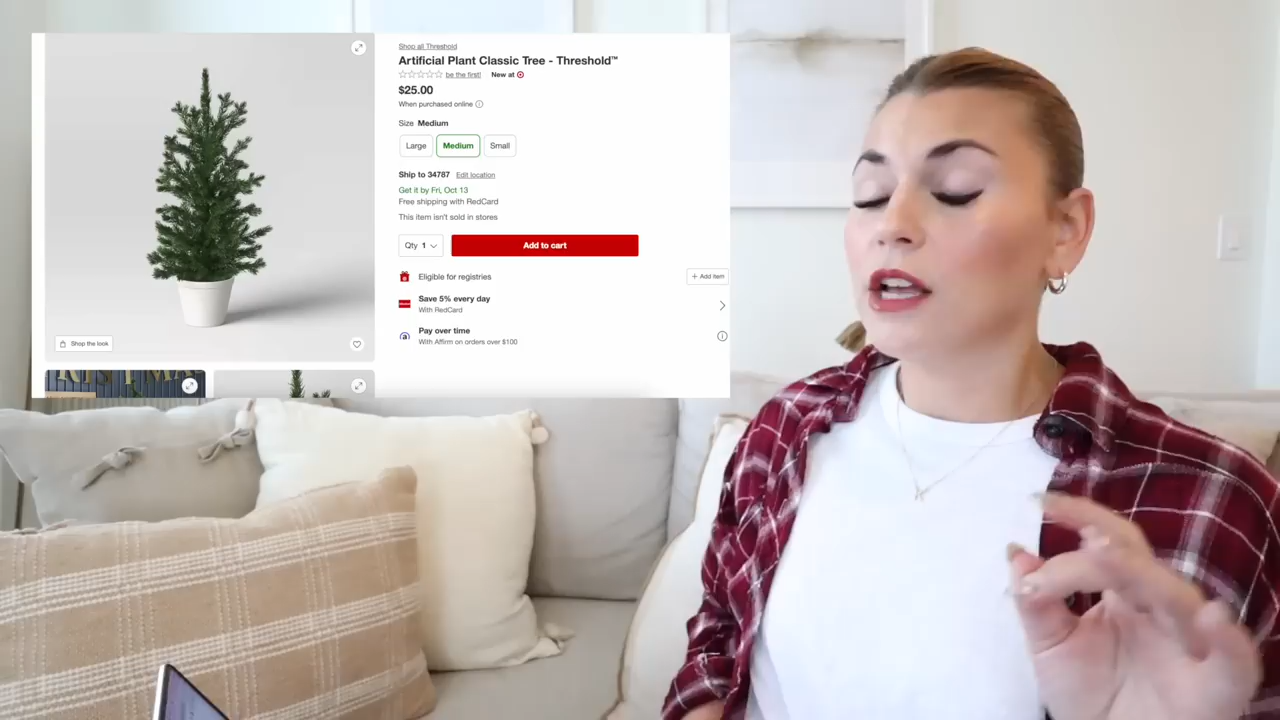 Shop all Threshold
Artificial Plant Classic Tree - Threshold™
be the first!
New at
$25.00
When purchased online
Size Medium
Large
Medium
Small
Ship to 34787
Edit location
Get it by Fri, Oct 13
Free shipping with RedCard
This item isn't sold in stores
Qty 1
Add to cart
Eligible for registries
+ Add item
Save 5% every day
With RedCard
Pay over time
With Affirm on orders over $100
Shop the look